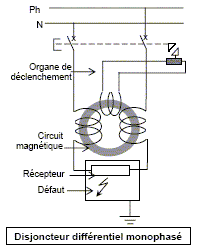 Ph
N
Organe de
déclenchement
Circuit
magnétique
Récepteur
Défaut
Disjoncteur différentiel monophasé